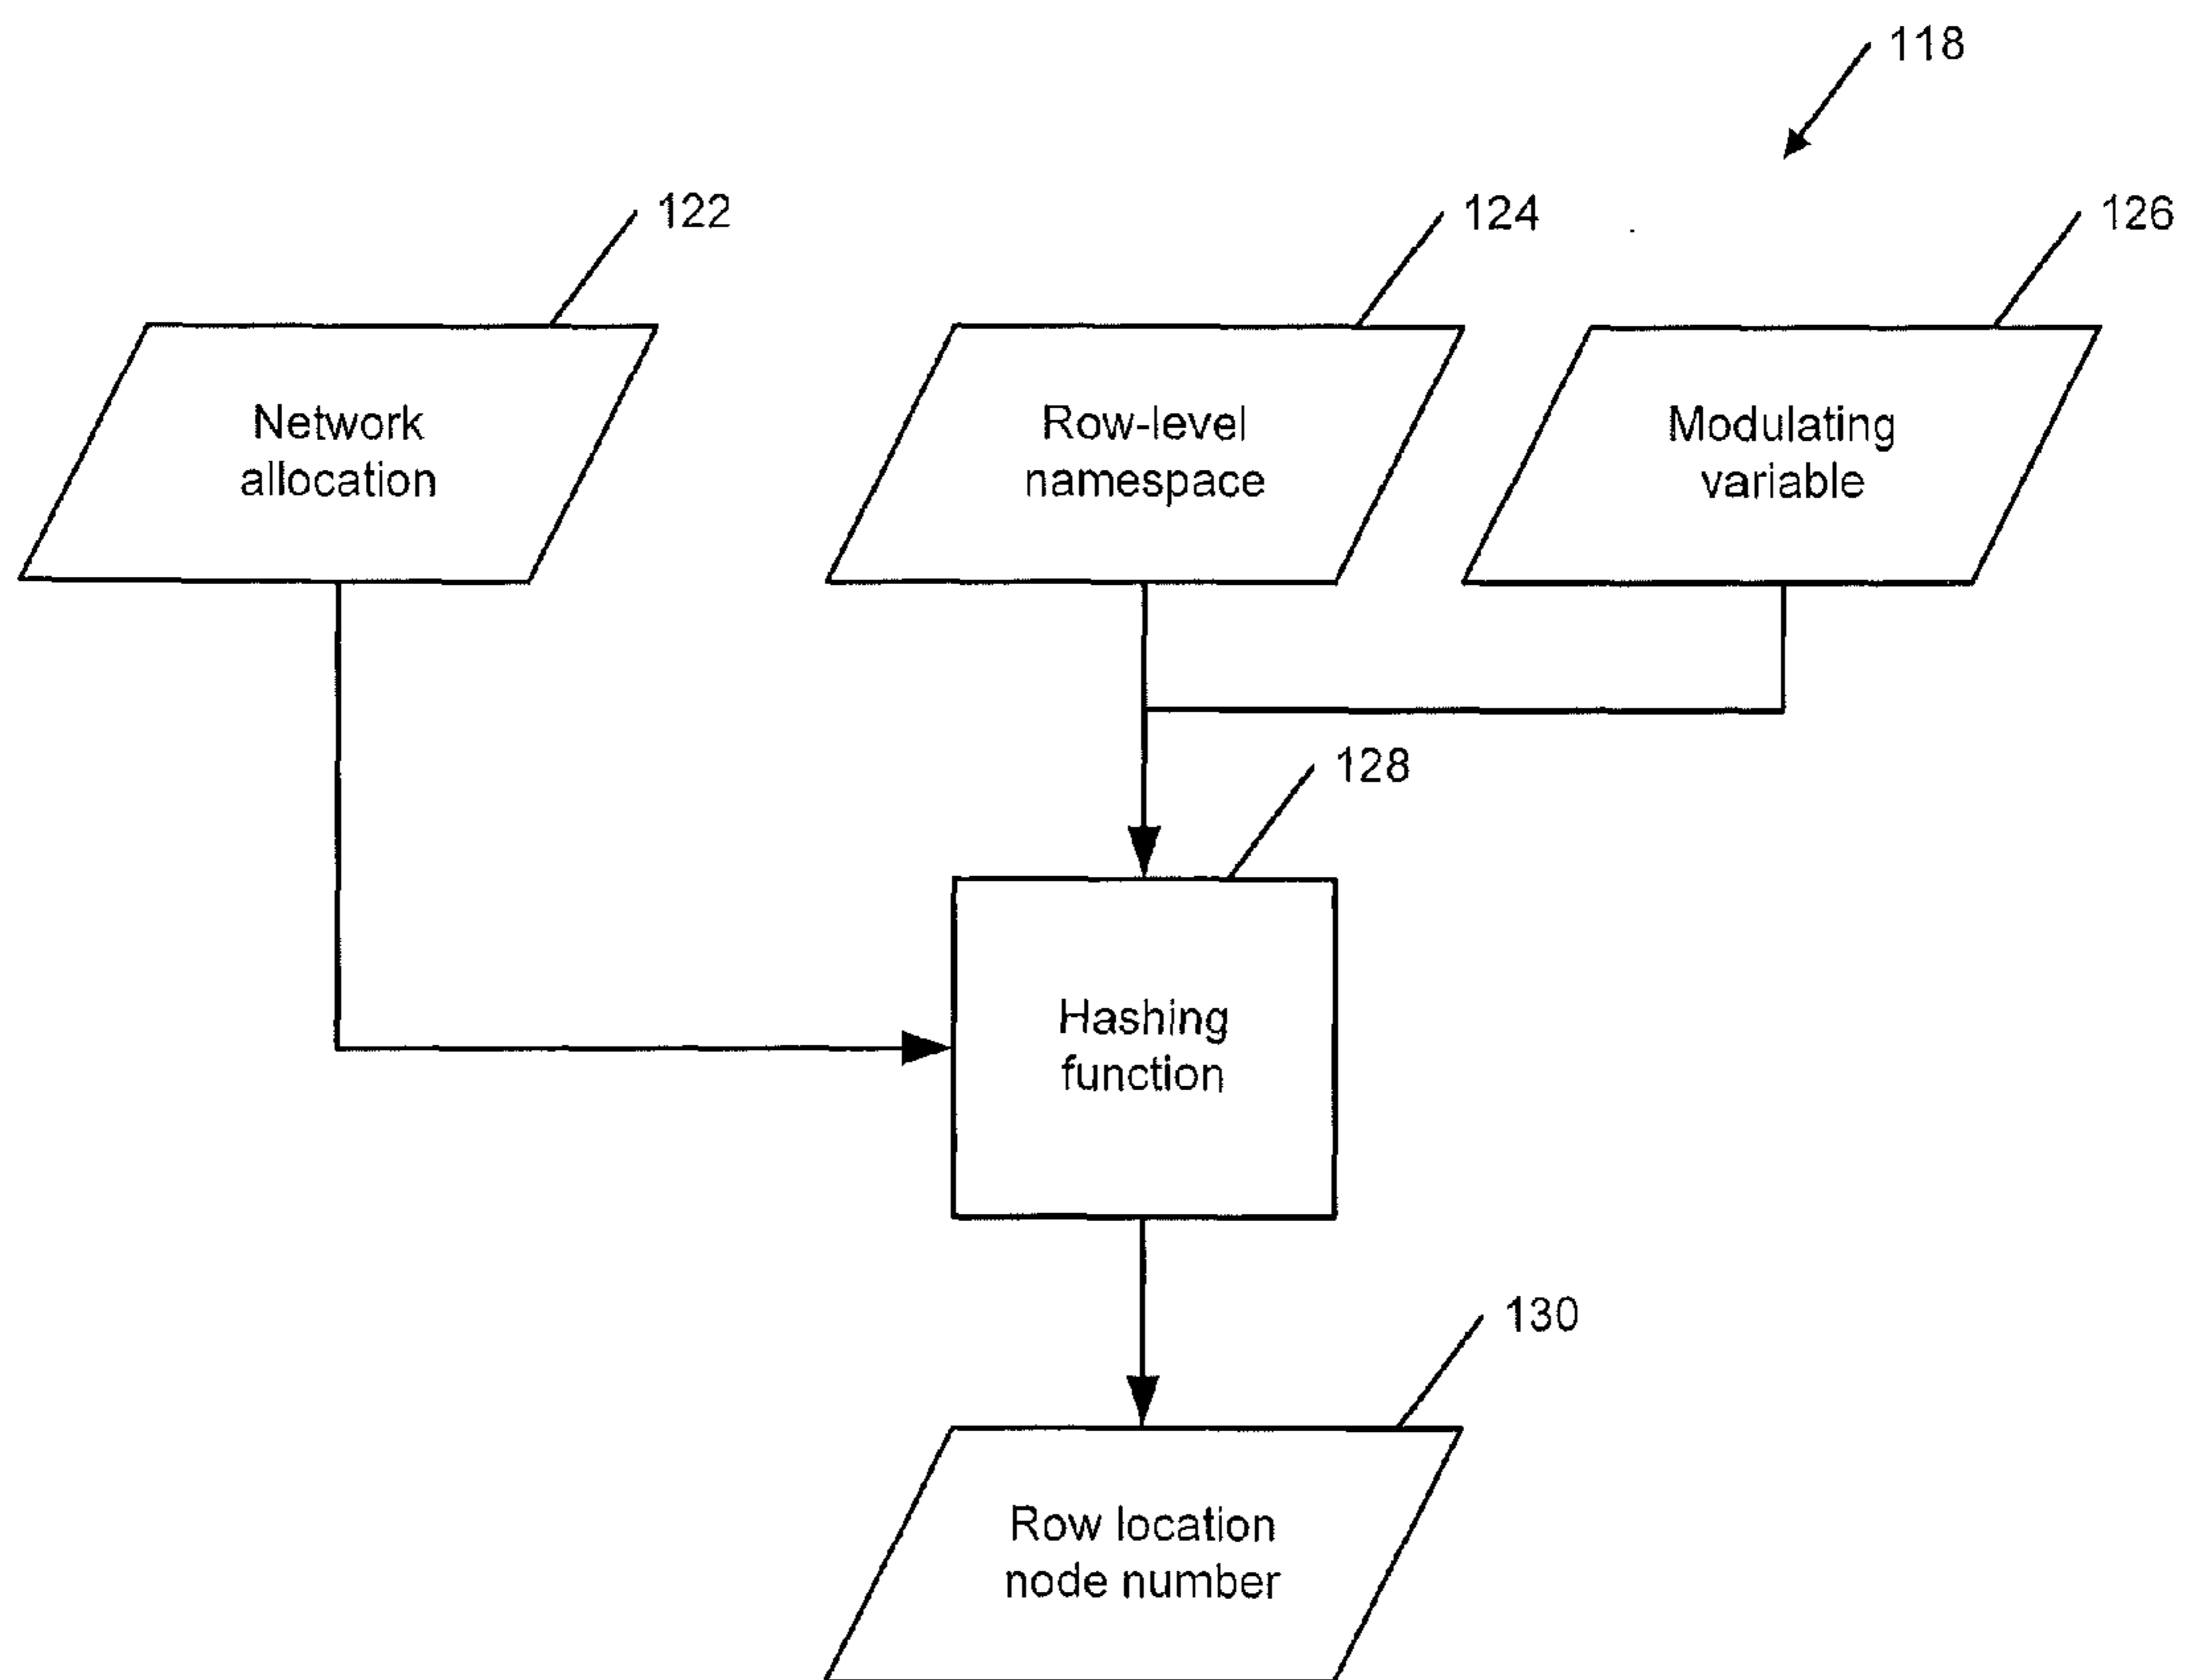 118
122
124
126
Network
allocation
Row-level
namespace
Modulating
variable
128
Hashing
function
130
Row location
node number